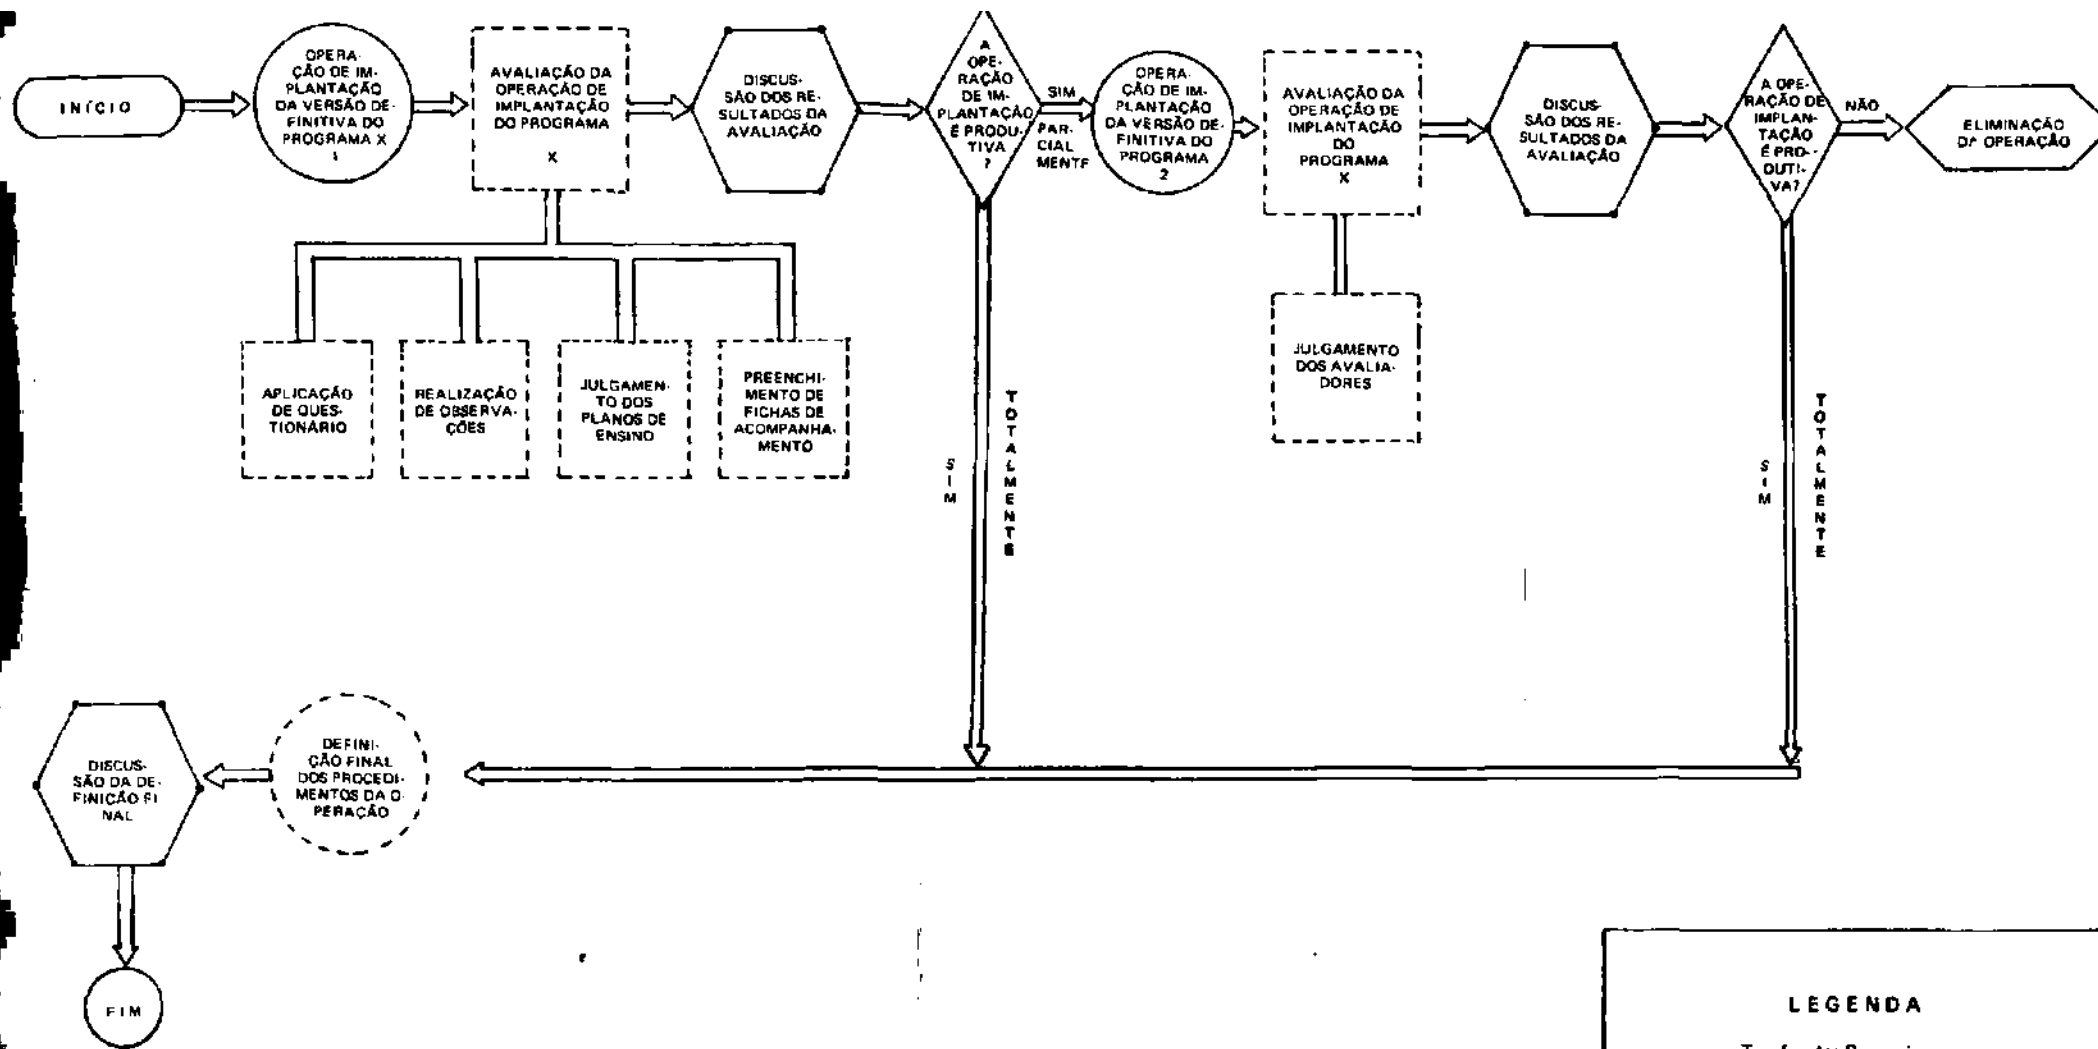 INÍCIO
OPERA-
ÇÃO DE IM-
PLANTAÇÃO
DA VERSÃO DE-
FINITIVA DO
PROGRAMA X
1
AVALIAÇÃO DA
OPERAÇÃO DE
IMPLANTAÇÃO
DO PROGRAMA
X
DISCUS-
SÃO DOS RE-
SULTADOS DA
AVALIAÇÃO
A
OPE-
RAÇÃO
DE IM-
PLANTAÇÃO
É PRODU-
TIVA
?
SIM
PAR-
CIAL
MENTE
OPERA-
ÇÃO DE IM-
PLANTAÇÃO
DA VERSÃO DE-
FINITIVA DO
PROGRAMA
2
AVALIAÇÃO DA
OPERAÇÃO DE
IMPLANTAÇÃO
DO
PROGRAMA
X
DISCUS-
SÃO DOS RE-
SULTADOS DA
AVALIAÇÃO
A OPE-
RAÇÃO DE
IMPLAN-
TAÇÃO
É PRO-
DUTI-
VA?
NÃO
ELIMINAÇÃO
DA OPERAÇÃO
APLICAÇÃO
DE QUES-
TIONÁRIO
REALIZAÇÃO
DE OBSERVA-
ÇÕES
JULGAMEN-
TO DOS
PLANOS DE
ENSINO
PREENCHI-
MENTO DE
FICHAS DE
ACOMPANHA-
MENTO
JULGAMENTO
DOS AVALIA-
DORES
SIM
TOTALMENTE
SIM
TOTALMENTE
DISCUS-
SÃO DA DE-
FINIÇÃO FI
NAL
DEFINI-
ÇÃO FINAL
DOS PROCEDI-
MENTOS DA O-
PERAÇÃO
FIM
LEGENDA